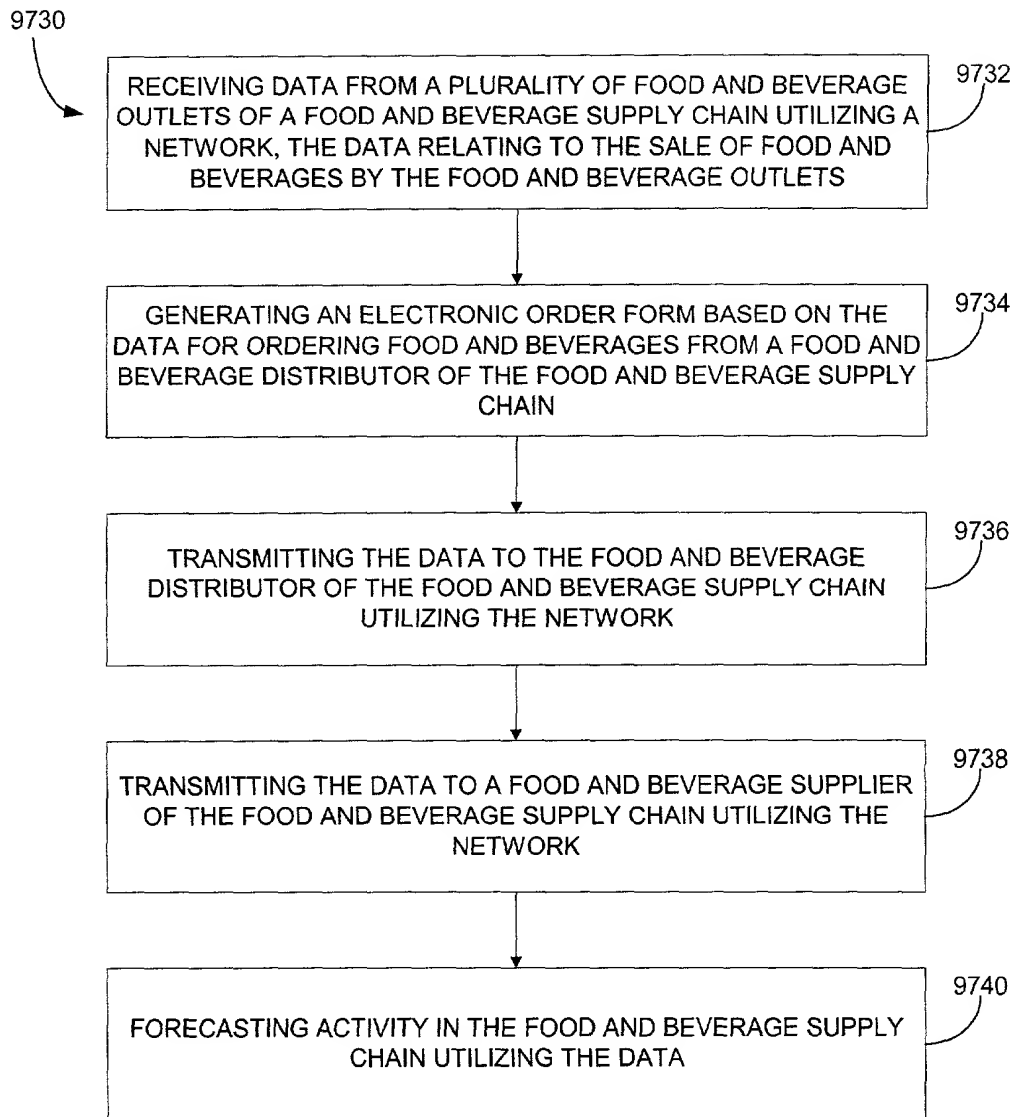 9730
RECEIVING DATA FROM A PLURALITY OF FOOD AND BEVERAGE
OUTLETS OF A FOOD AND BEVERAGE SUPPLY CHAIN UTILIZING A
NETWORK, THE DATA RELATING TO THE SALE OF FOOD AND
BEVERAGES BY THE FOOD AND BEVERAGE OUTLETS
9732
GENERATING AN ELECTRONIC ORDER FORM BASED ON THE
DATA FOR ORDERING FOOD AND BEVERAGES FROM A FOOD AND
BEVERAGE DISTRIBUTOR OF THE FOOD AND BEVERAGE SUPPLY
CHAIN
9734
TRANSMITTING THE DATA TO THE FOOD AND BEVERAGE
DISTRIBUTOR OF THE FOOD AND BEVERAGE SUPPLY CHAIN
UTILIZING THE NETWORK
9736
TRANSMITTING THE DATA TO A FOOD AND BEVERAGE SUPPLIER
OF THE FOOD AND BEVERAGE SUPPLY CHAIN UTILIZING THE
NETWORK
9738
FORECASTING ACTIVITY IN THE FOOD AND BEVERAGE SUPPLY
CHAIN UTILIZING THE DATA
9740